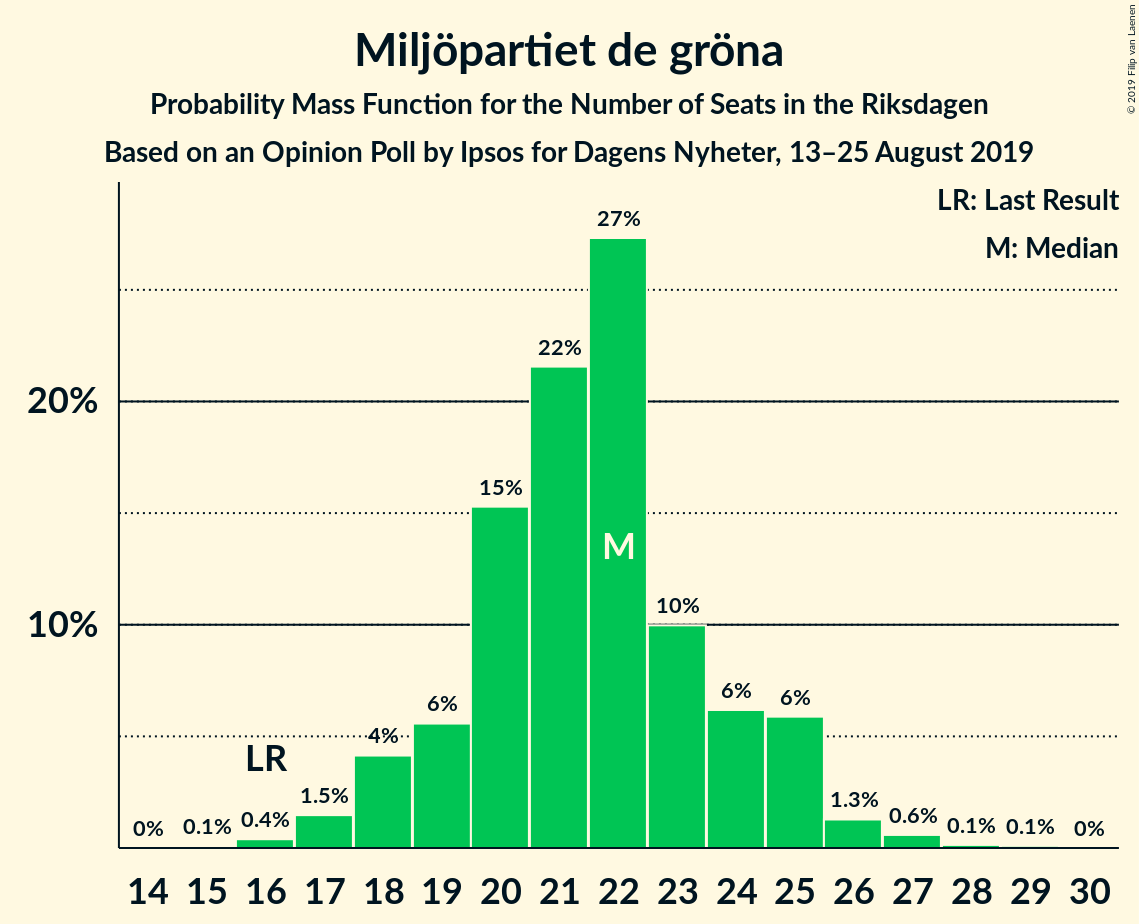 Miljöpartiet de gröna
Probability Mass Function for the Number of Seats in the Riksdagen
Based on an Opinion Poll by Ipsos for Dagens Nyheter, 13–25 August 2019
© 2019 Filip van Laenen
LR: Last Result
M: Median
20%
10%
0%
0.1%
0.4%
1.5%
4%
6%
15%
22%
27%
10%
6%
6%
1.3%
0.6%
0.1%
0.1%
0%
LR
M
14 15 16 17 18 19 20 21 22 23 24 25 26 27 28 29 30